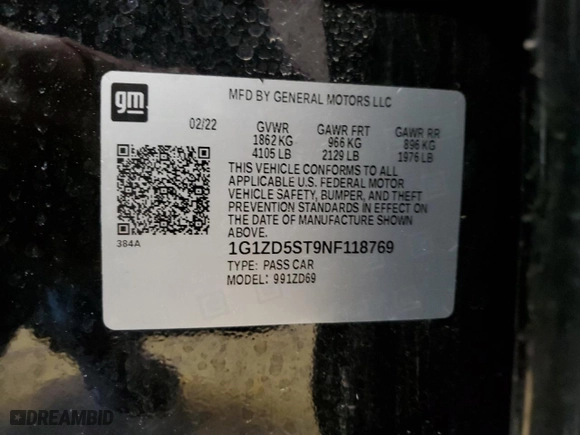 gm
MFD BY GENERAL MOTORS LLC
02/22 GVWR GAWR FRT GAWR RR
1862 KG 966 KG 896 KG
4105 LB 2129 LB 1976 LB
THIS VEHICLE CONFORMS TO ALL
APPLICABLE U.S. FEDERAL MOTOR
VEHICLE SAFETY, BUMPER, AND THEFT
PREVENTION STANDARDS IN EFFECT ON
THE DATE OF MANUFACTURE SHOWN
ABOVE.
384A
1G1ZD5ST9NF118769
TYPE: PASS CAR
MODEL: 991ZD69
DREAMBID